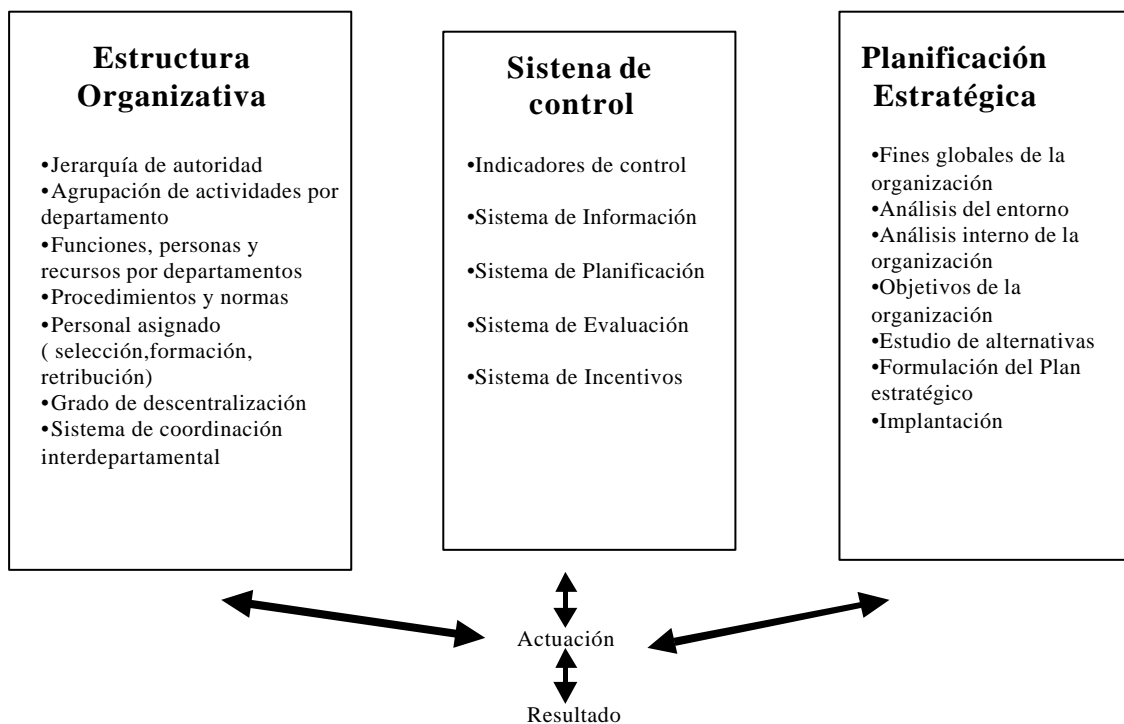 Estructura
Organizativa
•Jerarquía de autoridad
•Agrupación de actividades por
departamento
•Funciones, personas y
recursos por departamentos
•Procedimientos y normas
•Personal asignado
( selección,formación,
retribución)
•Grado de descentralización
•Sistema de coordinación
interdepartamental
Sistena de
control
•Indicadores de control
•Sistema de Información
•Sistema de Planificación
•Sistema de Evaluación
•Sistema de Incentivos
Planificación
Estratégica
•Fines globales de la
organización
•Análisis del entorno
•Análisis interno de la
organización
•Objetivos de la
organización
•Estudio de alternativas
•Formulación del Plan
estratégico
•Implantación
Actuación
Resultado